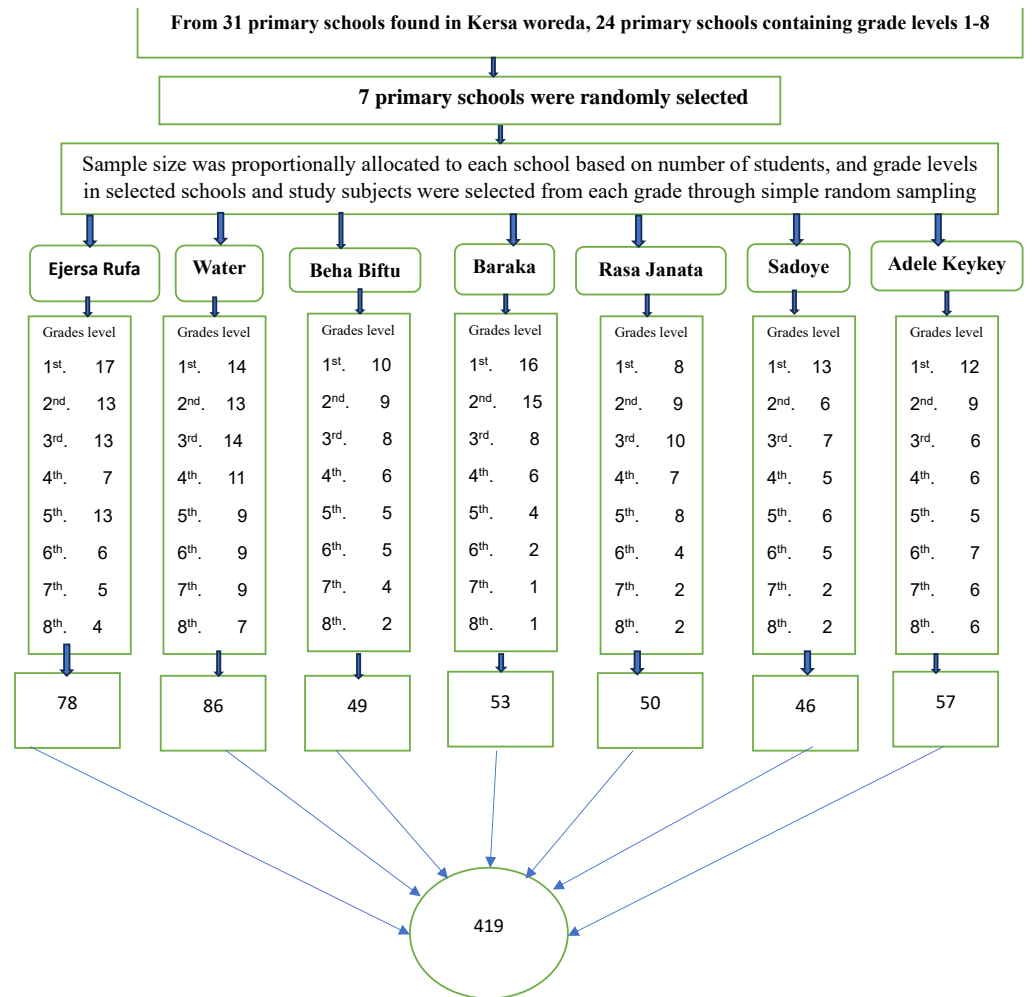 From 31 primary schools found in Kersa woreda, 24 primary schools containing grade levels 1-8
7 primary schools were randomly selected
Sample size was proportionally allocated to each school based on number of students, and grade levels
in selected schools and study subjects were selected from each grade through simple random sampling
Ejersa Rufa
Water
Beha Biftu
Baraka
Rasa Janata
Sadoye
Adele Keykey
Grades level
1st. 17
2nd. 13
3rd. 13
4th. 7
5th. 13
6th. 6
7th. 5
8th. 4
Grades level
1st. 14
2nd. 13
3rd. 14
4th. 11
5th. 9
6th. 9
7th. 9
8th. 7
Grades level
1st. 10
2nd. 9
3rd. 8
4th. 6
5th. 5
6th. 5
7th. 4
8th. 2
Grades level
1st. 16
2nd. 15
3rd. 8
4th. 6
5th. 4
6th. 2
7th. 1
8th. 1
Grades level
1st. 8
2nd. 9
3rd. 10
4th. 7
5th. 8
6th. 4
7th. 2
8th. 2
Grades level
1st. 13
2nd. 6
3rd. 7
4th. 5
5th. 6
6th. 5
7th. 2
8th. 2
Grades level
1st. 12
2nd. 9
3rd. 6
4th. 6
5th. 5
6th. 7
7th. 6
8th. 6
78
86
49
53
50
46
57
419